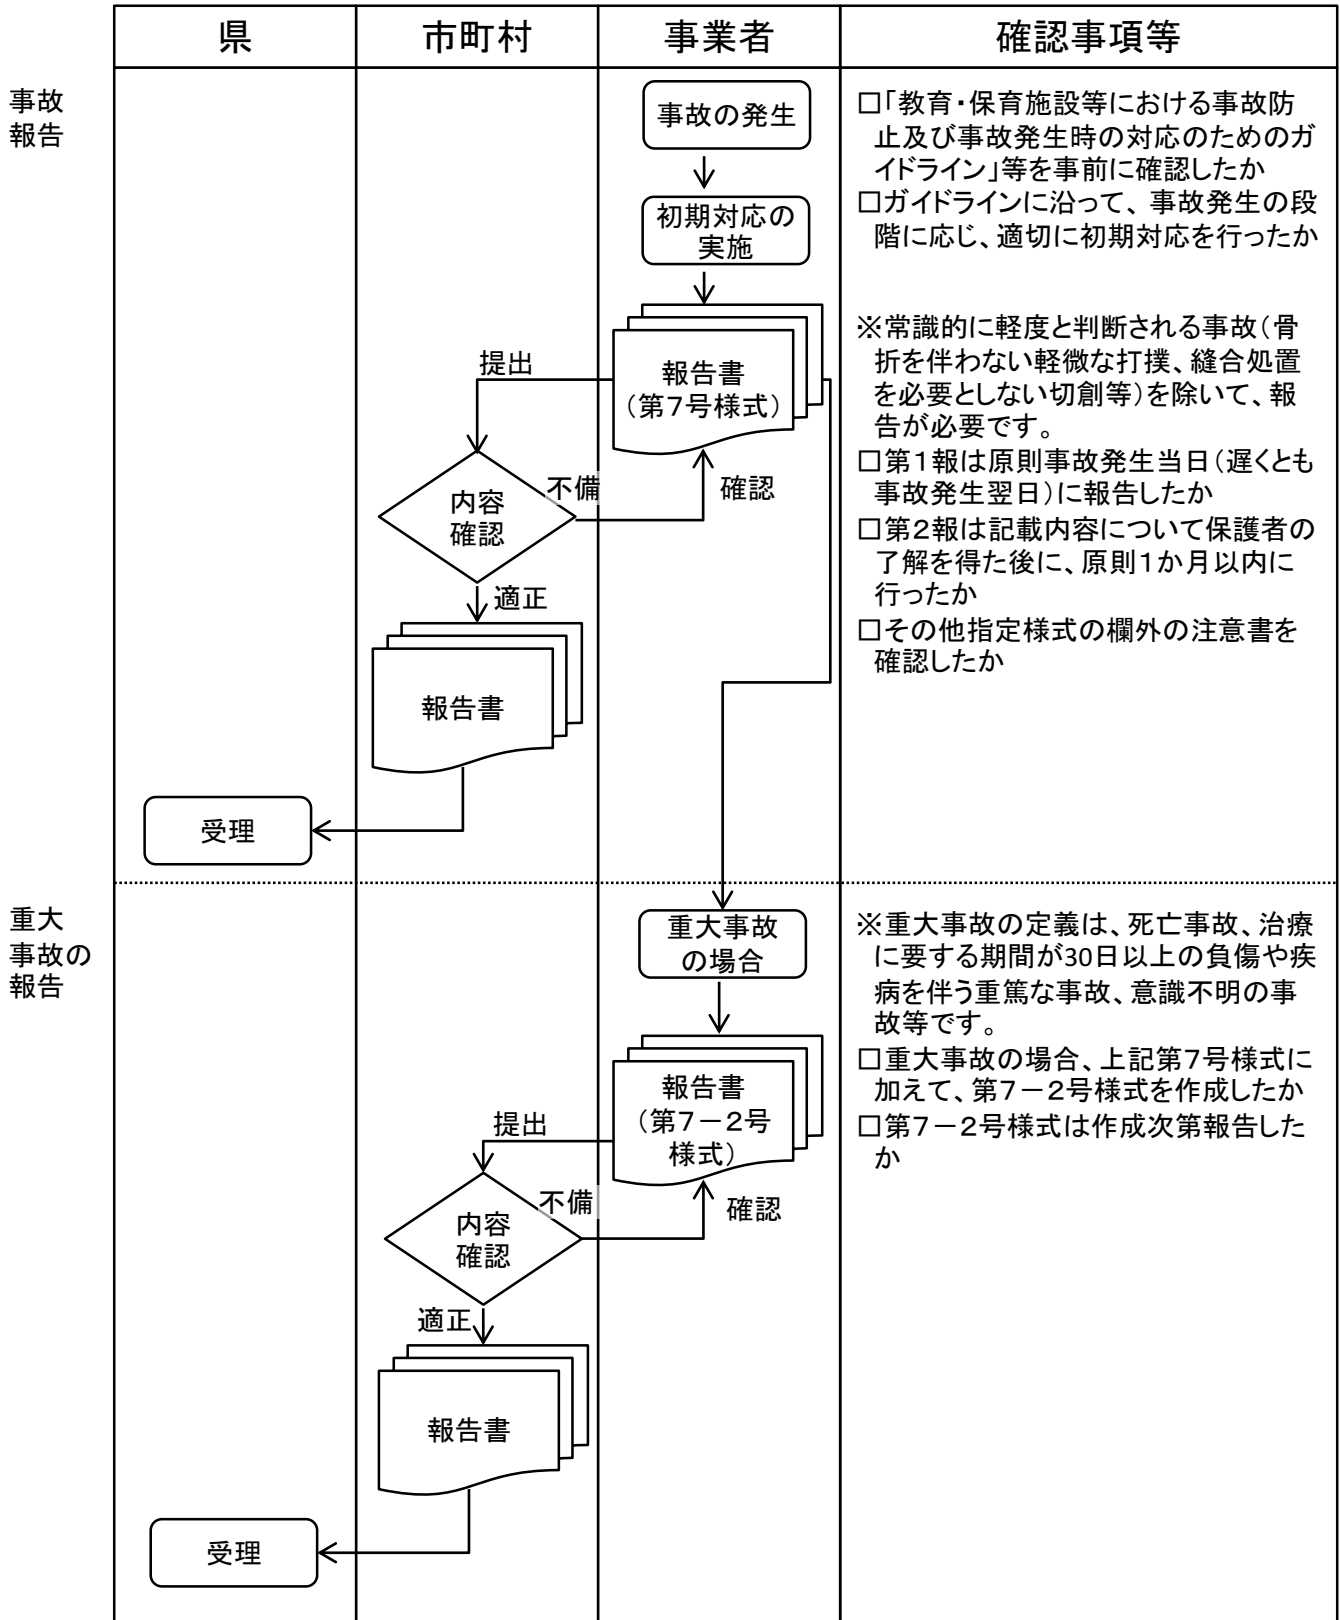 県
市町村
事業者
確認事項等
事故
報告
事故の発生
初期対応の
実施
報告書
（第７号様式）
提出
内容
確認
不備
確認
適正
報告書
受理
□「教育・保育施設等における事故防
止及び事故発生時の対応のためのガ
イドライン」等を事前に確認したか
□ガイドラインに沿って、事故発生の段
階に応じ、適切に初期対応を行ったか
※常識的に軽度と判断される事故（骨
折を伴わない軽微な打撲、縫合処置
を必要としない切創等）を除いて、報
告が必要です。
□第１報は原則事故発生当日（遅くとも
事故発生翌日）に報告したか
□第２報は記載内容について保護者の
了解を得た後に、原則１か月以内に
行ったか
□その他指定様式の欄外の注意書を
確認したか
重大
事故の
報告
重大事故
の場合
報告書
（第７－２号
様式）
提出
内容
確認
不備
確認
適正
報告書
受理
※重大事故の定義は、死亡事故、治療
に要する期間が30日以上の負傷や疾
病を伴う重篤な事故、意識不明の事
故等です。
□重大事故の場合、上記第７号様式に
加えて、第７－２号様式を作成したか
□第７－２号様式は作成次第報告した
か